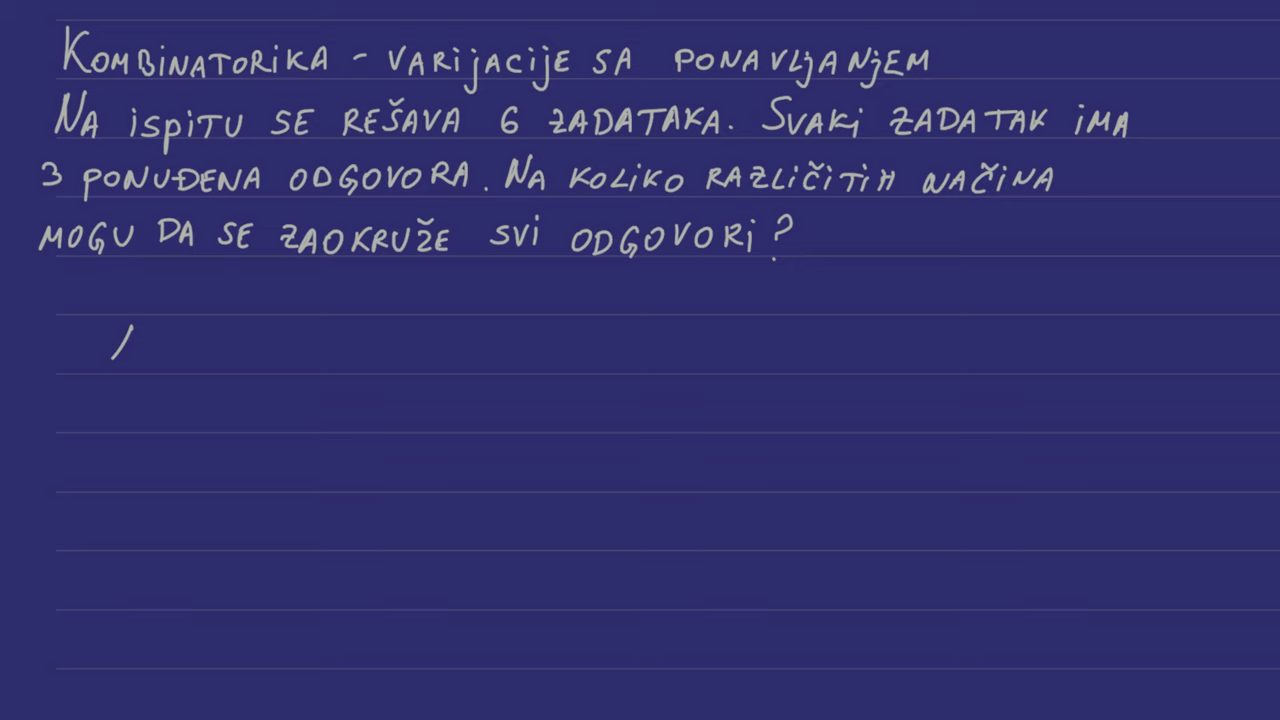 KOMBINATORIKA - VARIJACIJE SA PONAVLJANJEM
NA ISPITU SE REŠAVA 6 ZADATAKA. SVAKI ZADATAK IMA
3 PONUĐENA ODGOVORA. NA KOLIKO RAZLIČITIH NAČINA
MOGU DA SE ZAOKRUŽE SVI ODGOVORI?